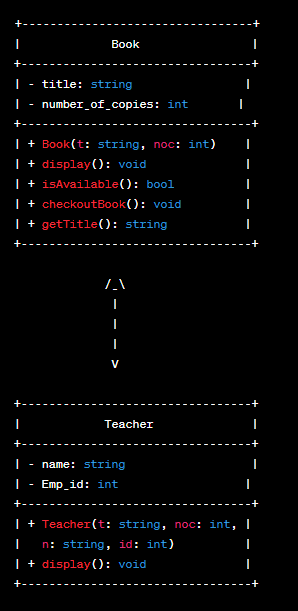 +---------------------------------+
|             Book                |
+---------------------------------+
| - title: string                 |
| - number_of_copies: int       |
+---------------------------------+
| + Book(t: string, noc: int)    |
| + display(): void              |
| + isAvailable(): bool          |
| + checkoutBook(): void         |
| + getTitle(): string           |
+---------------------------------+
/_\
|
|
|
V
+---------------------------------+
|            Teacher              |
+---------------------------------+
| - name: string                  |
| - Emp_id: int                  |
+---------------------------------+
| + Teacher(t: string, noc: int, |
|   n: string, id: int)          |
| + display(): void              |
+---------------------------------+